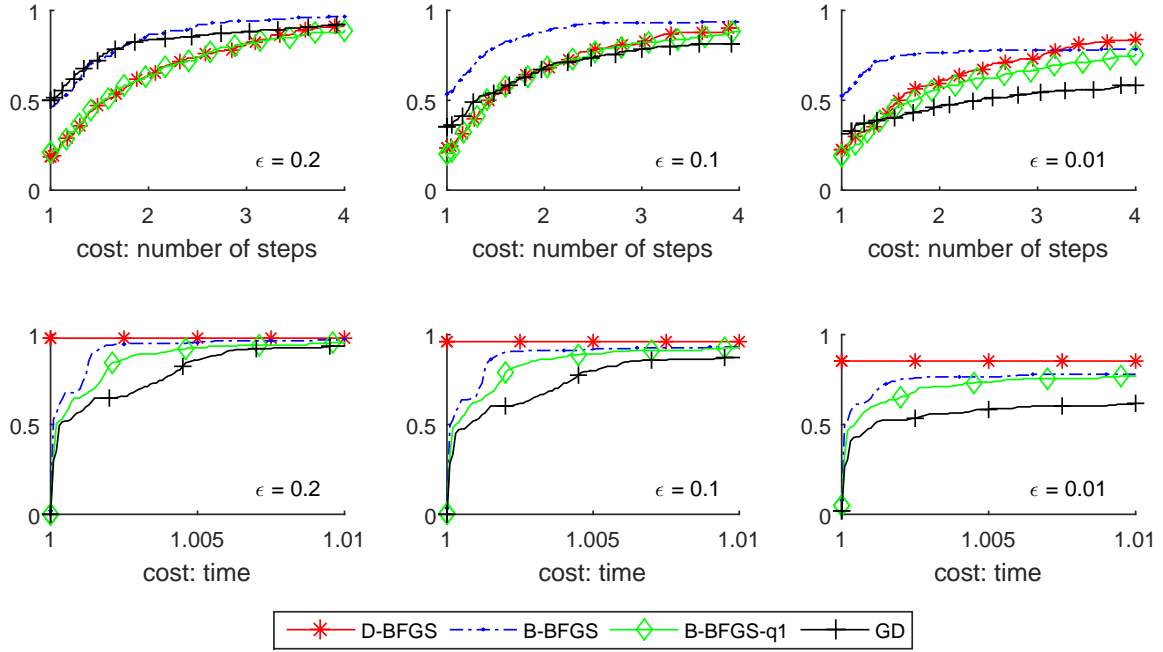 1
0.5
0
ϵ = 0.2
1 2 3 4
cost: number of steps
1
0.5
0
ϵ = 0.1
1 2 3 4
cost: number of steps
1
0.5
0
ϵ = 0.01
1 2 3 4
cost: number of steps
1
0.5
0
ϵ = 0.2
1 1.005 1.01
cost: time
1
0.5
0
ϵ = 0.1
1 1.005 1.01
cost: time
1
0.5
0
ϵ = 0.01
1 1.005 1.01
cost: time
D-BFGS B-BFGS B-BFGS-q1 GD